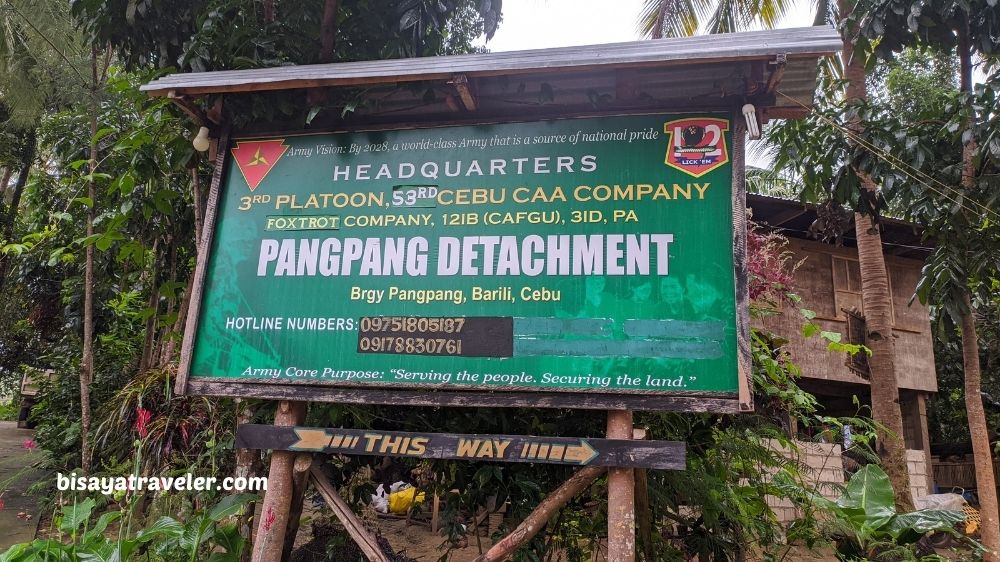 Army Vision: By 2028, a world-class Army that is a source of national pride
12
LICK 'EM
HEADQUARTERS
3RD PLATOON, 53RD CEBU CAA COMPANY
FOXTROT COMPANY, 12IB (CAFGU), 3ID, PA
PANGPANG DETACHMENT
Brgy Pangpang, Barili, Cebu
HOTLINE NUMBERS: 09751805187
09178830761
Army Core Purpose: "Serving the people. Securing the land."
THIS WAY
bisayatraveler.com